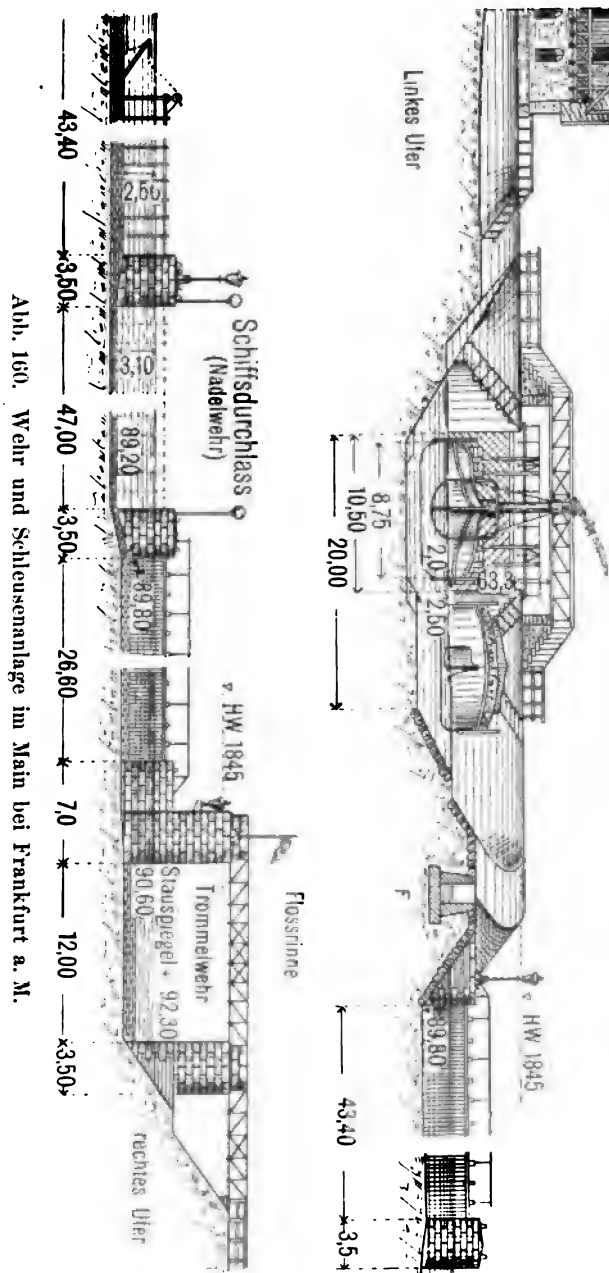 Linkes Ufer
8,75
10,50
20,00
2,0
2,50
63,3
F
v. HW 1845
89,80
43,40
3,5
43,40
3,50
47,00
3,50
26,80
7,0
12,00
3,50
2,60
3,10
89,20
89,80
Schiffsdurchlass
(Nadelwehr)
v. HW 1845
Flossrinne
Trommelwehr
Stauspiegel + 92,30
90,60
rechtes Ufer
Abb. 160. Wehr und Schleusenanlage im Main bei Frankfurt a. M.